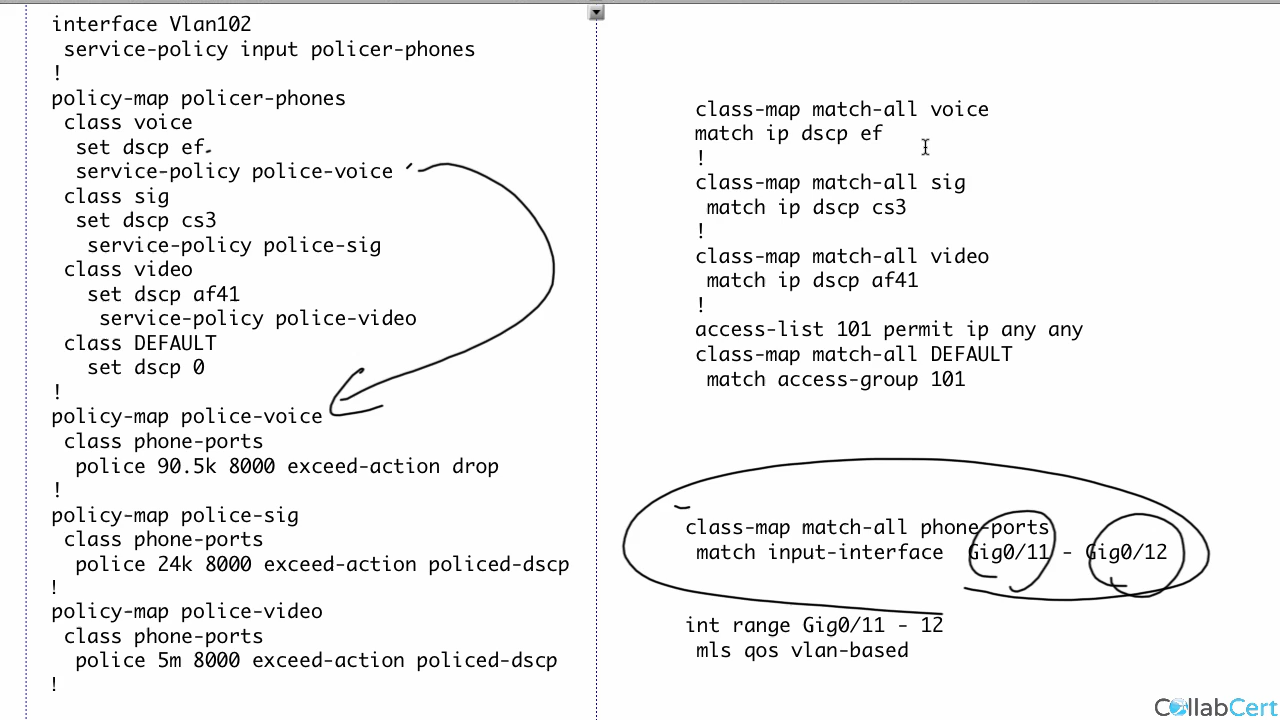 interface Vlan102
service-policy input policer-phones
!
policy-map policer-phones
class voice
set dscp ef
service-policy police-voice
class sig
set dscp cs3
service-policy police-sig
class video
set dscp af41
service-policy police-video
class DEFAULT
set dscp 0
!
policy-map police-voice
class phone-ports
police 90.5k 8000 exceed-action drop
!
policy-map police-sig
class phone-ports
police 24k 8000 exceed-action policed-dscp
!
policy-map police-video
class phone-ports
police 5m 8000 exceed-action policed-dscp
!
class-map match-all voice
match ip dscp ef
!
class-map match-all sig
match ip dscp cs3
!
class-map match-all video
match ip dscp af41
!
access-list 101 permit ip any any
class-map match-all DEFAULT
match access-group 101
class-map match-all phone-ports
match input-interface Gig0/11 - Gig0/12
int range Gig0/11 - 12
mls qos vlan-based
CollabCert